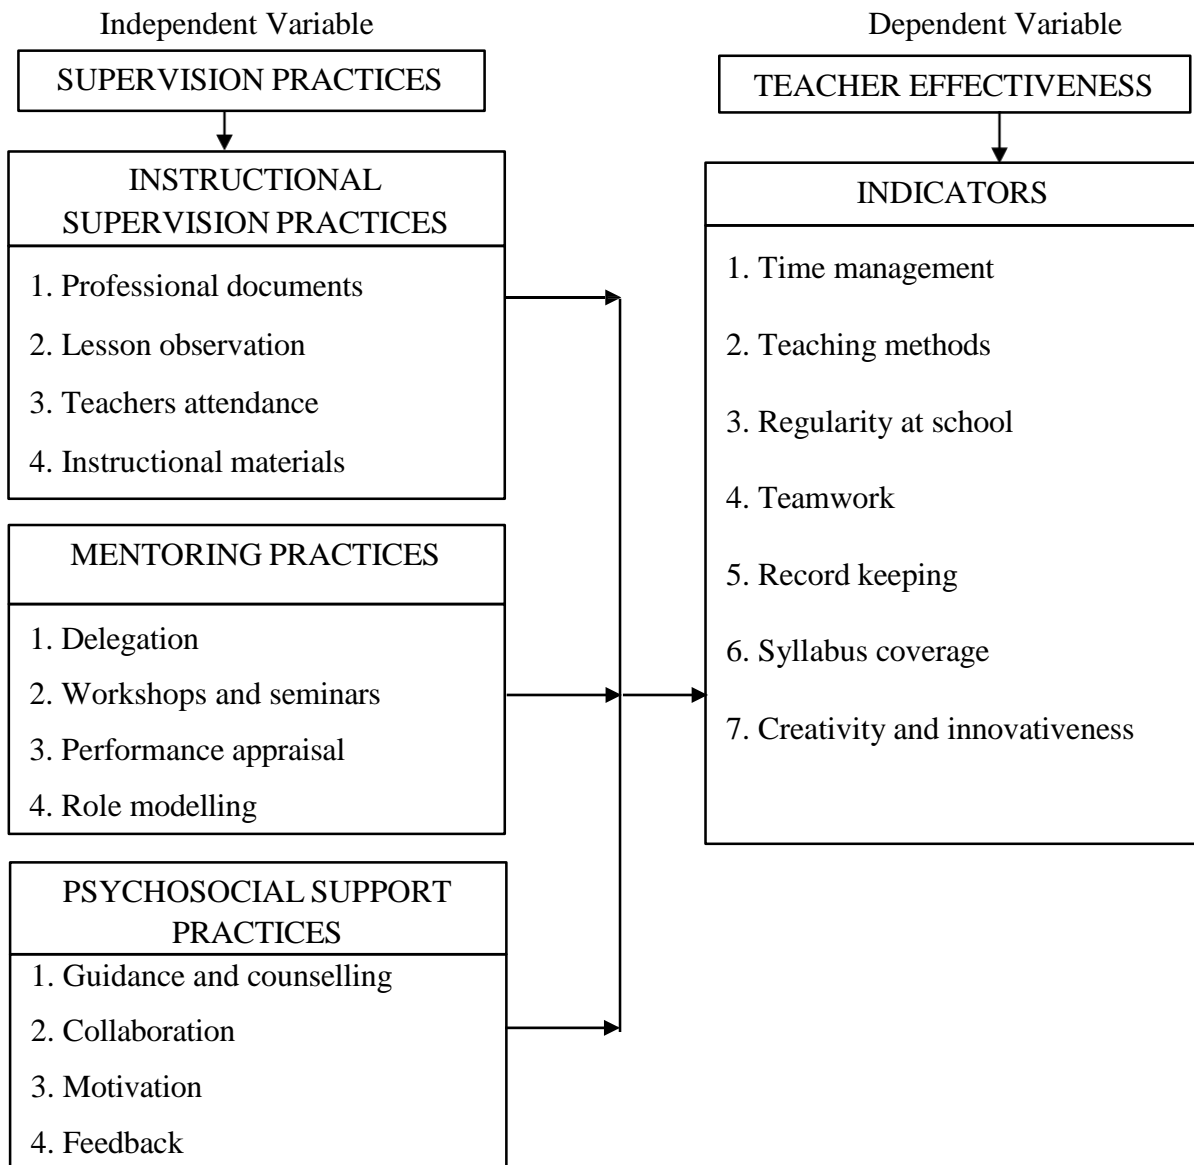 Independent Variable
SUPERVISION PRACTICES
INSTRUCTIONAL
SUPERVISION PRACTICES
1. Professional documents
2. Lesson observation
3. Teachers attendance
4. Instructional materials
MENTORING PRACTICES
1. Delegation
2. Workshops and seminars
3. Performance appraisal
4. Role modelling
PSYCHOSOCIAL SUPPORT
PRACTICES
1. Guidance and counselling
2. Collaboration
3. Motivation
4. Feedback
Dependent Variable
TEACHER EFFECTIVENESS
INDICATORS
1. Time management
2. Teaching methods
3. Regularity at school
4. Teamwork
5. Record keeping
6. Syllabus coverage
7. Creativity and innovativeness